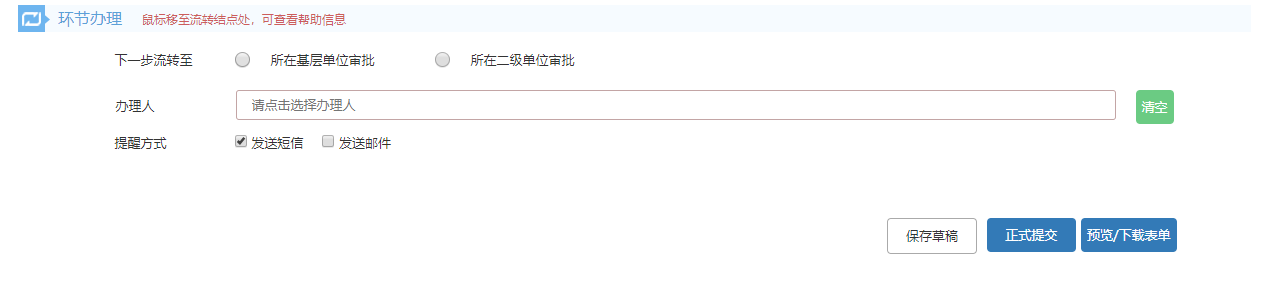 环节办理 鼠标移至流转结点处，可查看帮助信息
下一步流转至 所在基层单位审批 所在二级单位审批
办理人 请点击选择办理人 清空
提醒方式 发送短信 发送邮件
保存草稿 正式提交 预览/下载表单